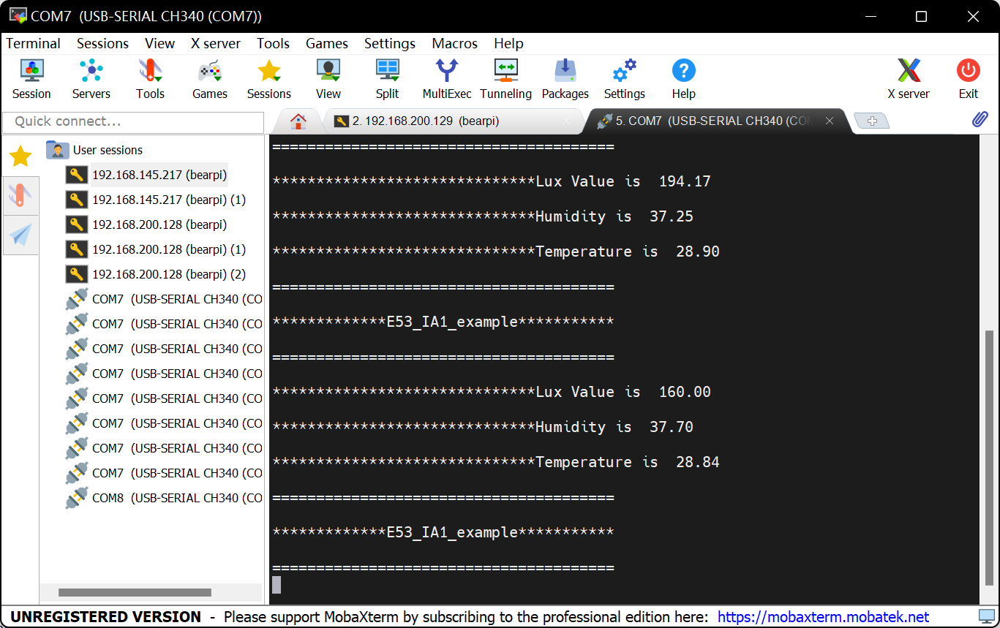 COM7 (USB-SERIAL CH340 (COM7))
Terminal Sessions View X server Tools Games Settings Macros Help
Session Servers Tools Games Sessions View Split MultiExec Tunneling Packages Settings Help X server Exit
Quick connect...
2. 192.168.200.129 (bearpi)
5. COM7 (USB-SERIAL CH340 (CO
User sessions
192.168.145.217 (bearpi)
192.168.145.217 (bearpi) (1)
192.168.200.128 (bearpi)
192.168.200.128 (bearpi) (1)
192.168.200.128 (bearpi) (2)
COM7 (USB-SERIAL CH340 (CO
COM7 (USB-SERIAL CH340 (CO
COM7 (USB-SERIAL CH340 (CO
COM7 (USB-SERIAL CH340 (CO
COM7 (USB-SERIAL CH340 (CO
COM7 (USB-SERIAL CH340 (CO
COM7 (USB-SERIAL CH340 (CO
COM7 (USB-SERIAL CH340 (CO
COM8 (USB-SERIAL CH340 (CO
=======================================
******************************Lux Value is  194.17
******************************Humidity is  37.25
******************************Temperature is  28.90
=======================================
*************E53_IA1_example***********
=======================================
******************************Lux Value is  160.00
******************************Humidity is  37.70
******************************Temperature is  28.84
=======================================
*************E53_IA1_example***********
=======================================
UNREGISTERED VERSION - Please support MobaXterm by subscribing to the professional edition here: https://mobaxterm.mobatek.net